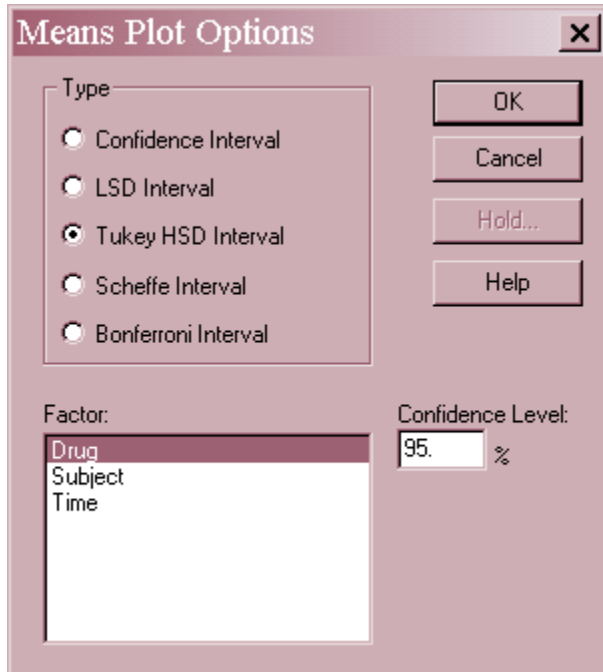 Means Plot Options
Type
Confidence Interval
LSD Interval
Tukey HSD Interval
Scheffe Interval
Bonferroni Interval
OK
Cancel
Hold...
Help
Factor:
Drug
Subject
Time
Confidence Level:
95. %